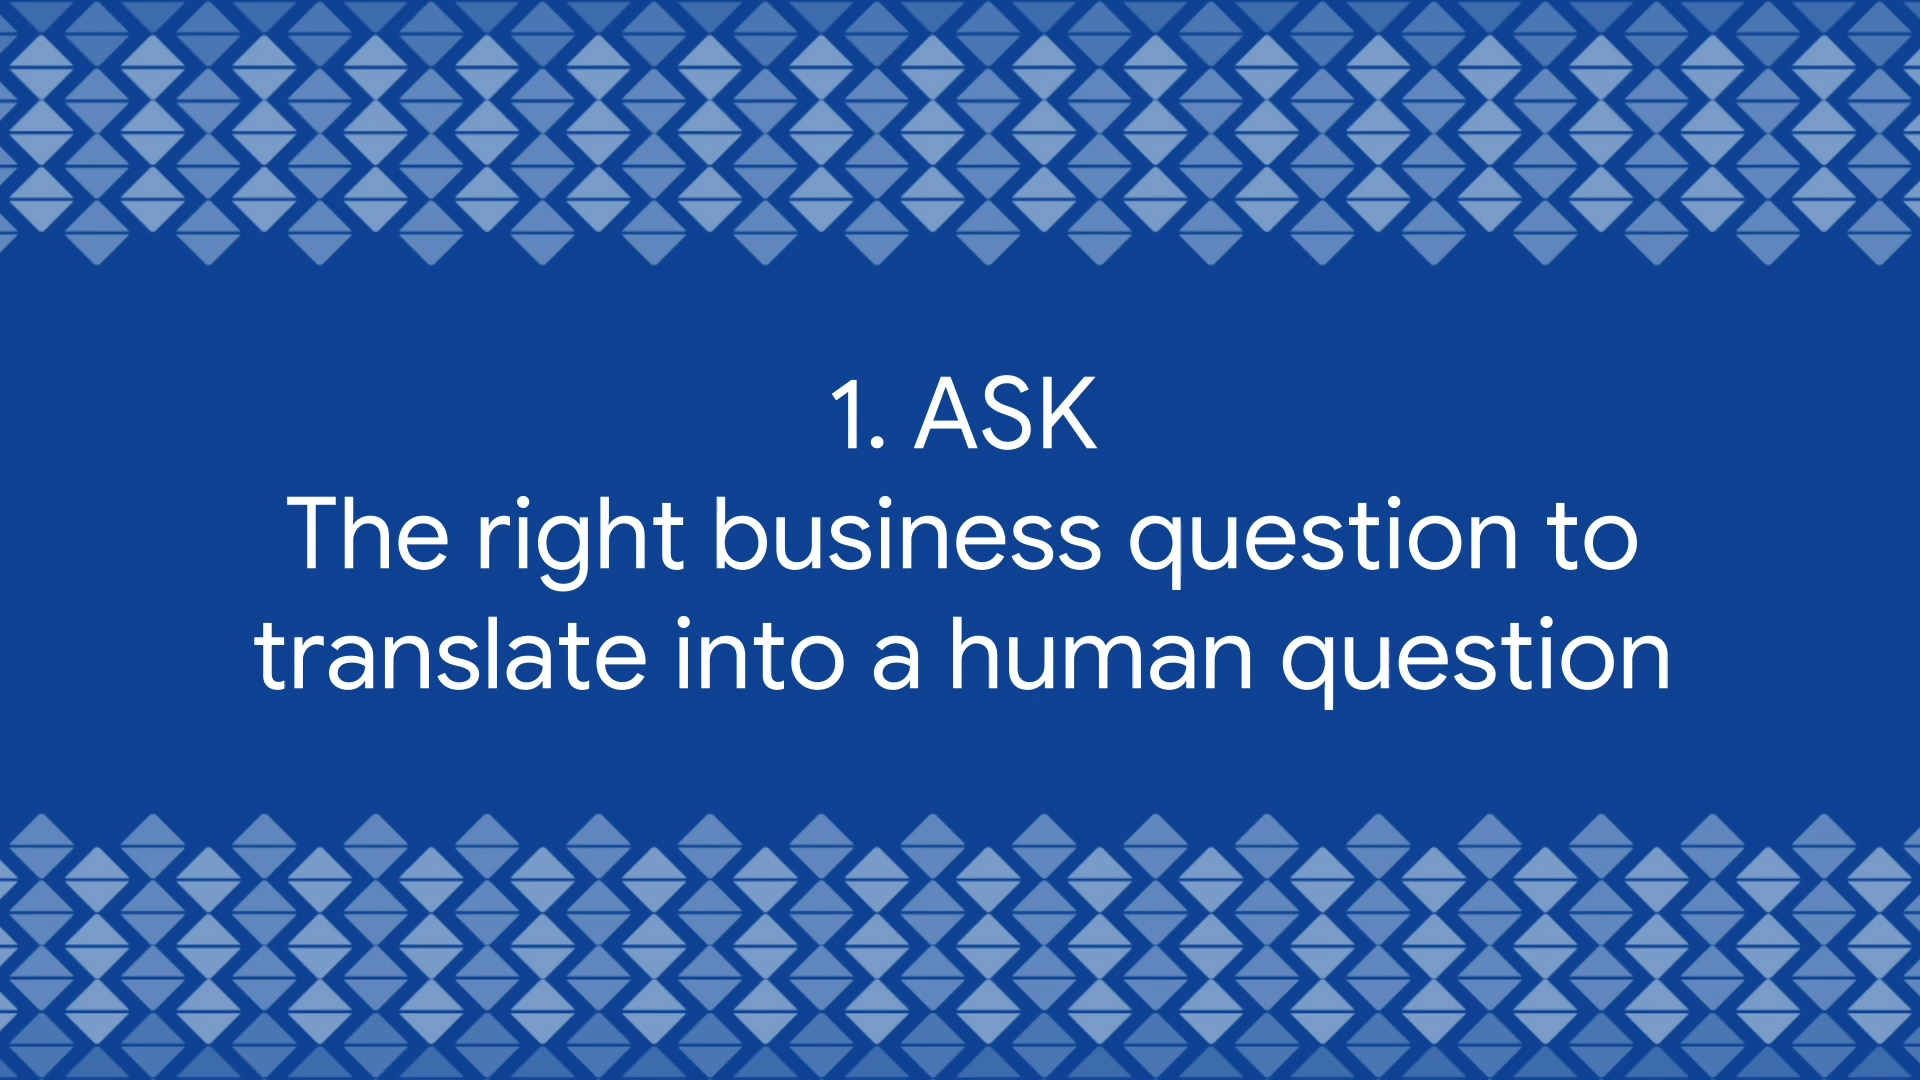 1. ASK
The right business question to
translate into a human question